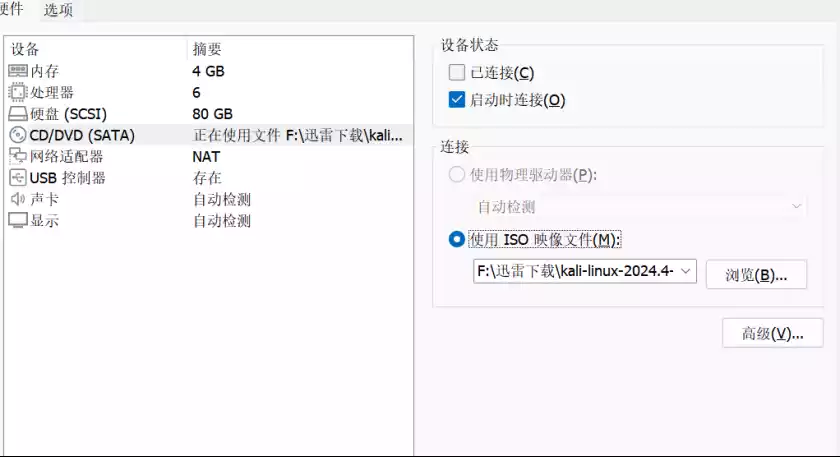 硬件 选项
设备 摘要
内存 4 GB
处理器 6
硬盘 (SCSI) 80 GB
CD/DVD (SATA) 正在使用文件 F:\迅雷下载\kali...
网络适配器 NAT
USB 控制器 存在
声卡 自动检测
显示 自动检测
设备状态
已连接(C)
启动时连接(O)
连接
使用物理驱动器(P):
自动检测
使用 ISO 映像文件(M):
F:\迅雷下载\kali-linux-2024.4-
浏览(B)...
高级(V)...